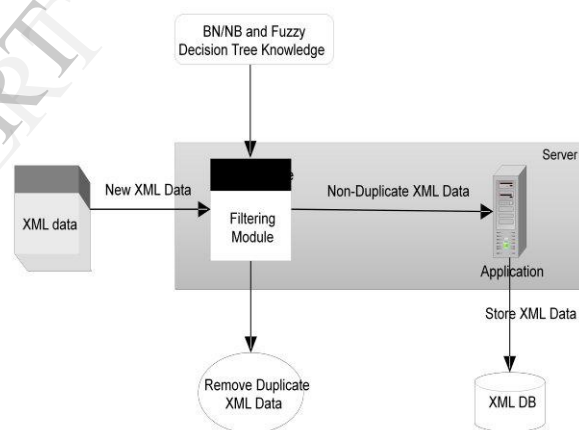 BN/NB and Fuzzy
Decision Tree Knowledge
Server
XML data
New XML Data
Filtering
Module
Non-Duplicate XML Data
Application
Store XML Data
Remove Duplicate
XML Data
XML DB